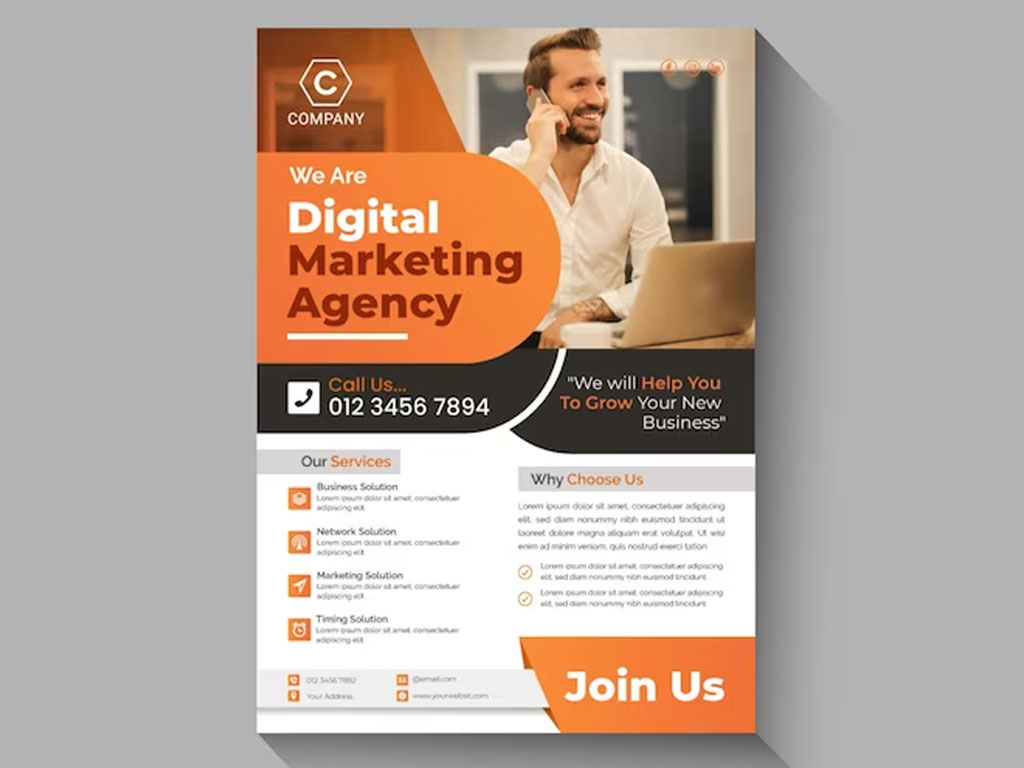 C
COMPANY
We Are
Digital
Marketing
Agency
Call Us...
012 3456 7894
"We will Help You
To Grow Your New
Business"
Our Services
Business Solution
Lorem ipsum dolor sit amet, consectetuer
adipiscing elit.
Network Solution
Lorem ipsum dolor sit amet, consectetuer
adipiscing elit.
Marketing Solution
Lorem ipsum dolor sit amet, consectetuer
adipiscing elit.
Timing Solution
Lorem ipsum dolor sit amet, consectetuer
adipiscing elit.
Why Choose Us
Lorem ipsum dolor sit amet, consectetuer adipiscing
elit, sed diam nonummy nibh euismod tincidunt ut
laoreet dolore magna aliquam erat volutpat. Ut wisi
enim ad minim veniam, quis nostrud exerci tation
Lorem ipsum dolor sit amet, consectetuer adipiscing
elit, sed diam nonummy nibh euismod tincidunt.
Lorem ipsum dolor sit amet, consectetuer adipiscing
elit, sed diam nonummy nibh euismod tincidunt.
012 3456 7892
@email.com
Your Address
www.yourwebsit.com
Join Us